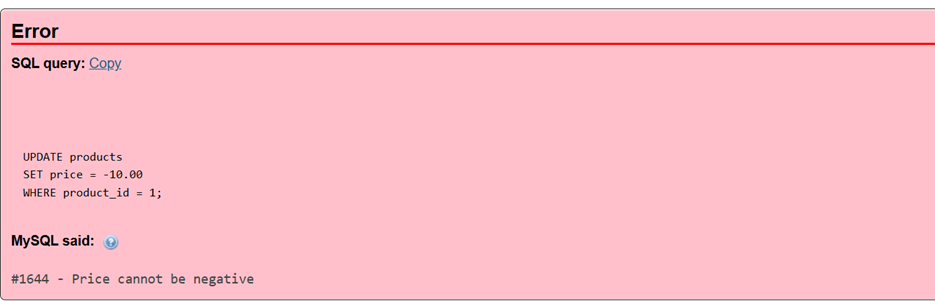 Error
SQL query: Copy
UPDATE products
SET price = -10.00
WHERE product_id = 1;
MySQL said:
#1644 - Price cannot be negative